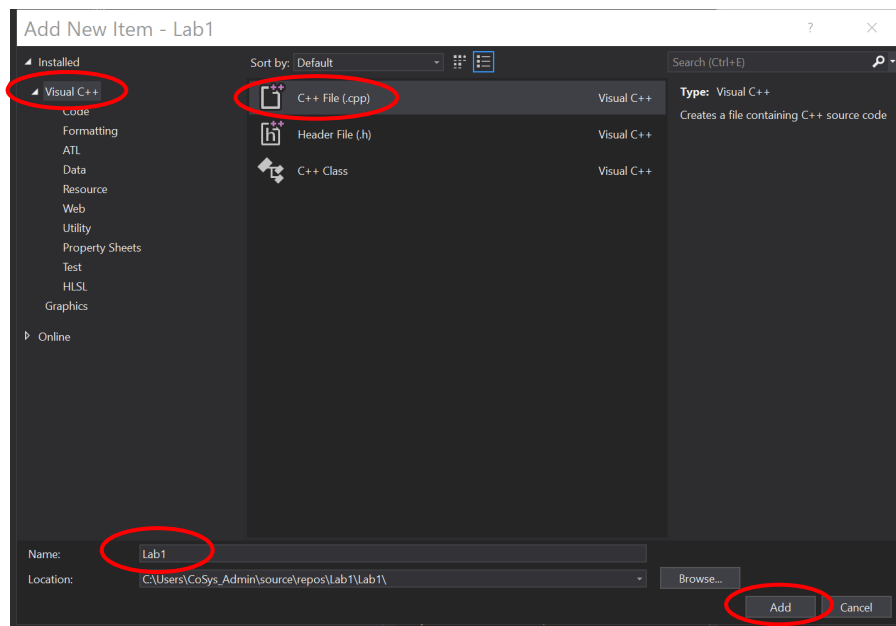 Add New Item - Lab1
?
Installed
Visual C++
Code
Formatting
ATL
Data
Resource
Web
Utility
Property Sheets
Test
HLSL
Graphics
Online
Sort by: Default
C++ File (.cpp) Visual C++
Header File (.h) Visual C++
C++ Class Visual C++
Search (Ctrl+E)
Type: Visual C++
Creates a file containing C++ source code
Name: Lab1
Location: C:\Users\CoSys_Admin\source\repos\Lab1\Lab1\
Browse...
Add Cancel